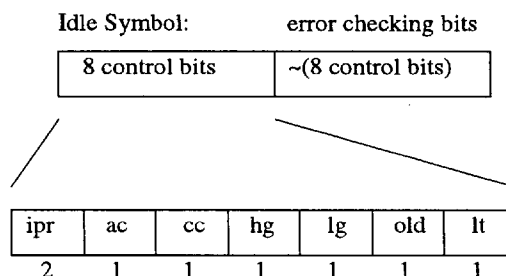 Idle Symbol: error checking bits
8 control bits ~(8 control bits)
ipr ac cc hg lg old lt
2 1 1 1 1 1 1